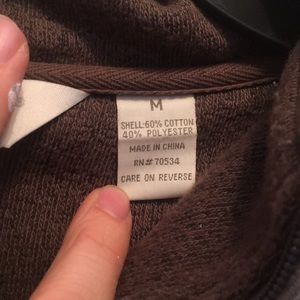 M
SHELL:60% COTTON
40% POLYESTER
MADE IN CHINA
RN# 70534
CARE ON REVERSE